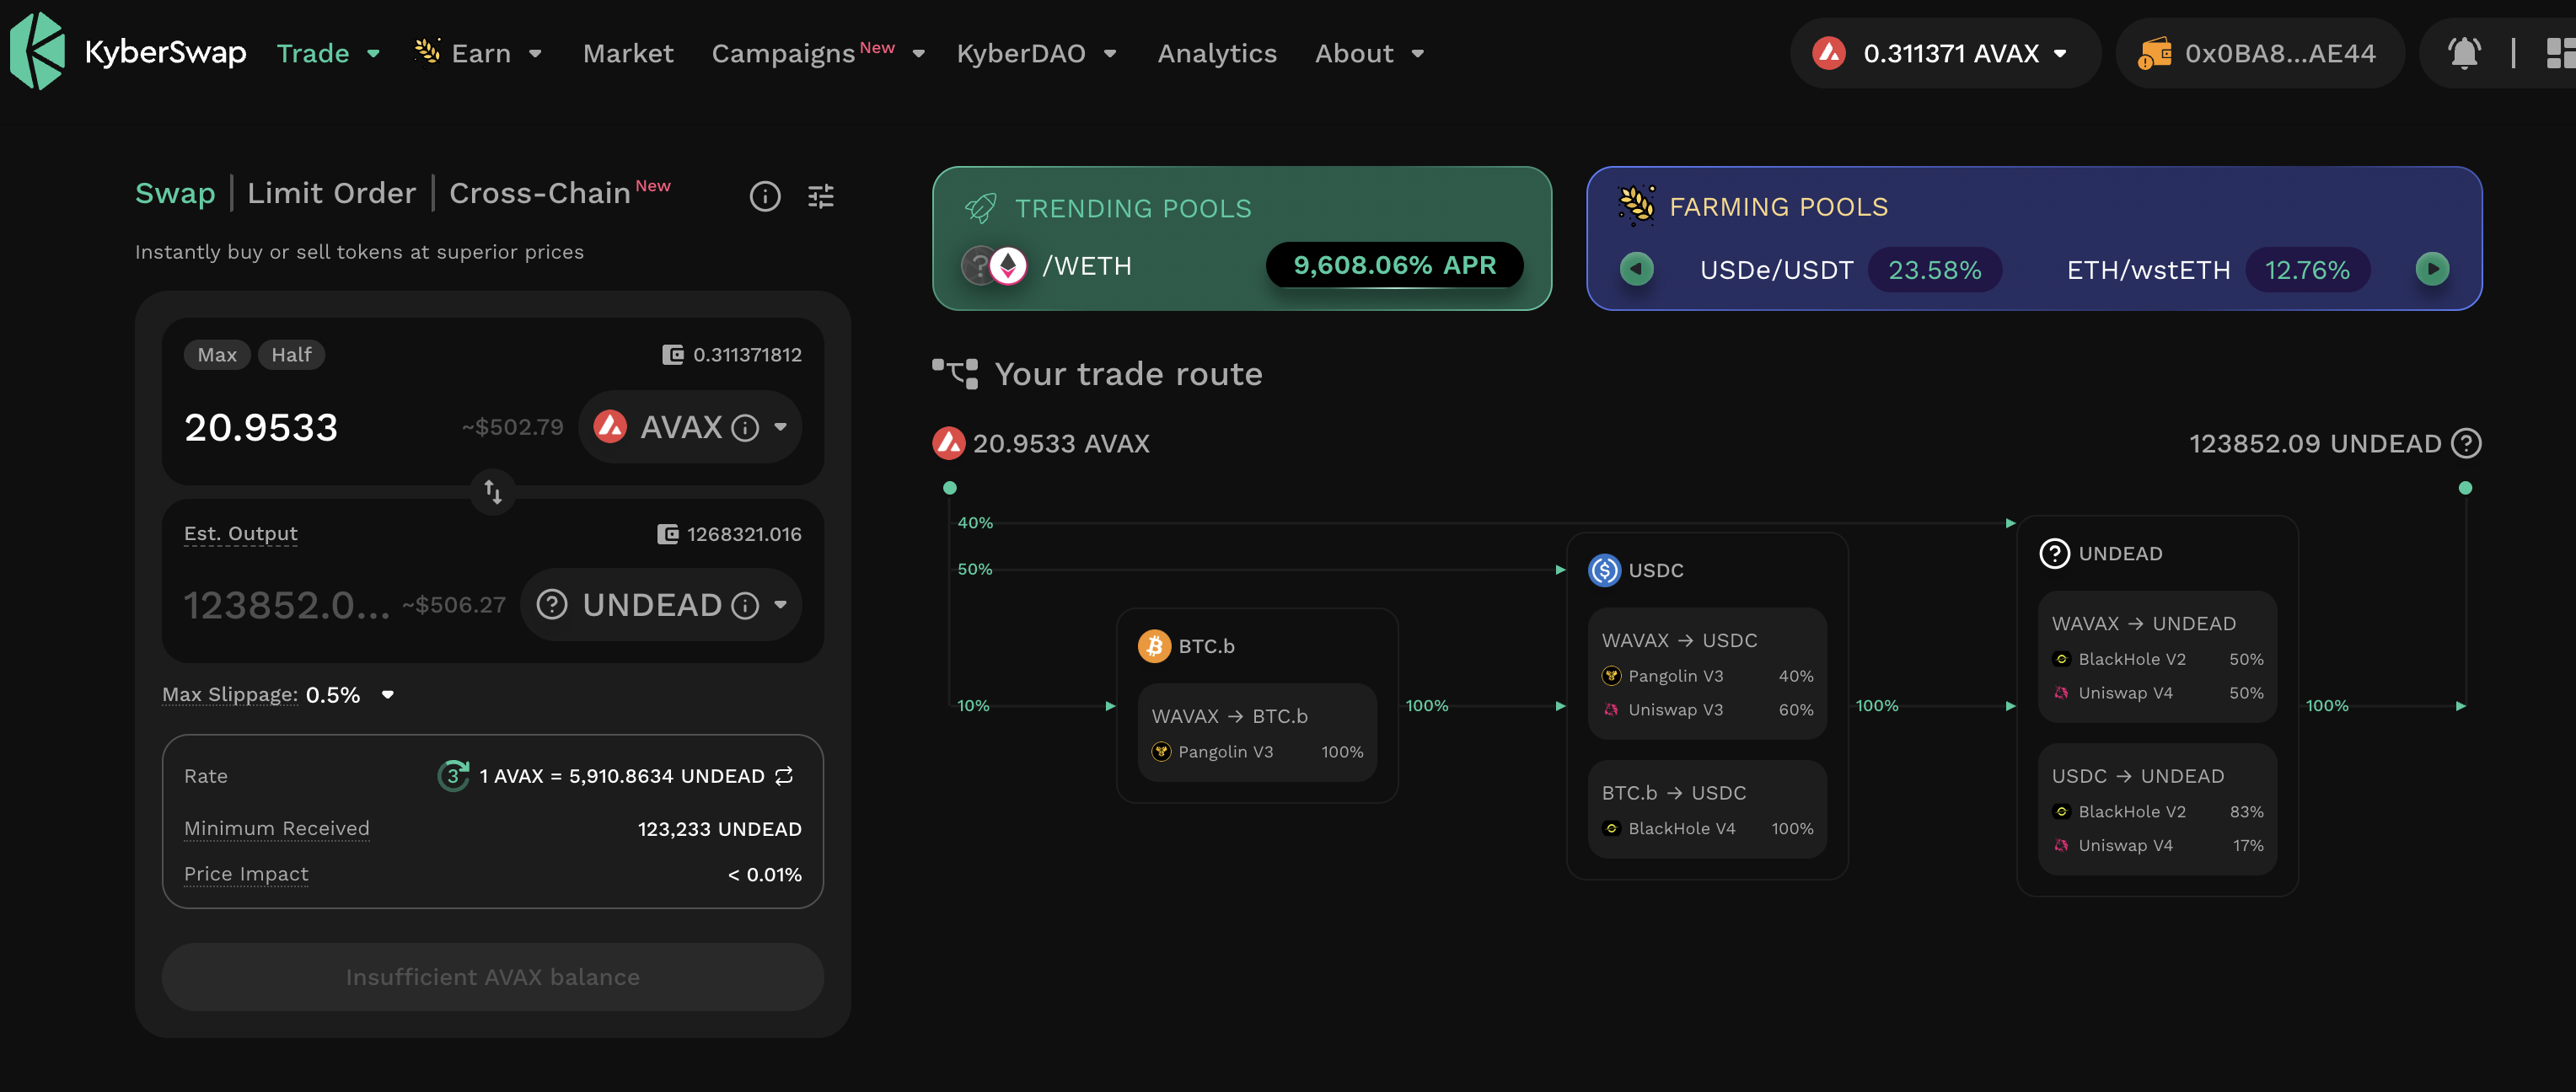 KyberSwap Trade Earn Market Campaigns New KyberDAO Analytics About 0.311371 AVAX 0x0BA8...AE44
Swap | Limit Order | Cross-Chain New
Instantly buy or sell tokens at superior prices
Max Half 0.311371812
20.9533 ~$502.79 AVAX
Est. Output 1268321.016
123852.0... ~$506.27 UNDEAD
Max Slippage: 0.5%
Rate 3 1 AVAX = 5,910.8634 UNDEAD
Minimum Received 123,233 UNDEAD
Price Impact < 0.01%
Insufficient AVAX balance
TRENDING POOLS
/WETH 9,608.06% APR
FARMING POOLS
USDe/USDT 23.58% ETH/wstETH 12.76%
Your trade route
20.9533 AVAX 123852.09 UNDEAD
40%
50%
10%
BTC.b
WAVAX → BTC.b
Pangolin V3 100%
100%
USDC
WAVAX → USDC
Pangolin V3 40%
Uniswap V3 60%
BTC.b → USDC
BlackHole V4 100%
100%
UNDEAD
WAVAX → UNDEAD
BlackHole V2 50%
Uniswap V4 50%
USDC → UNDEAD
BlackHole V2 83%
Uniswap V4 17%
100%